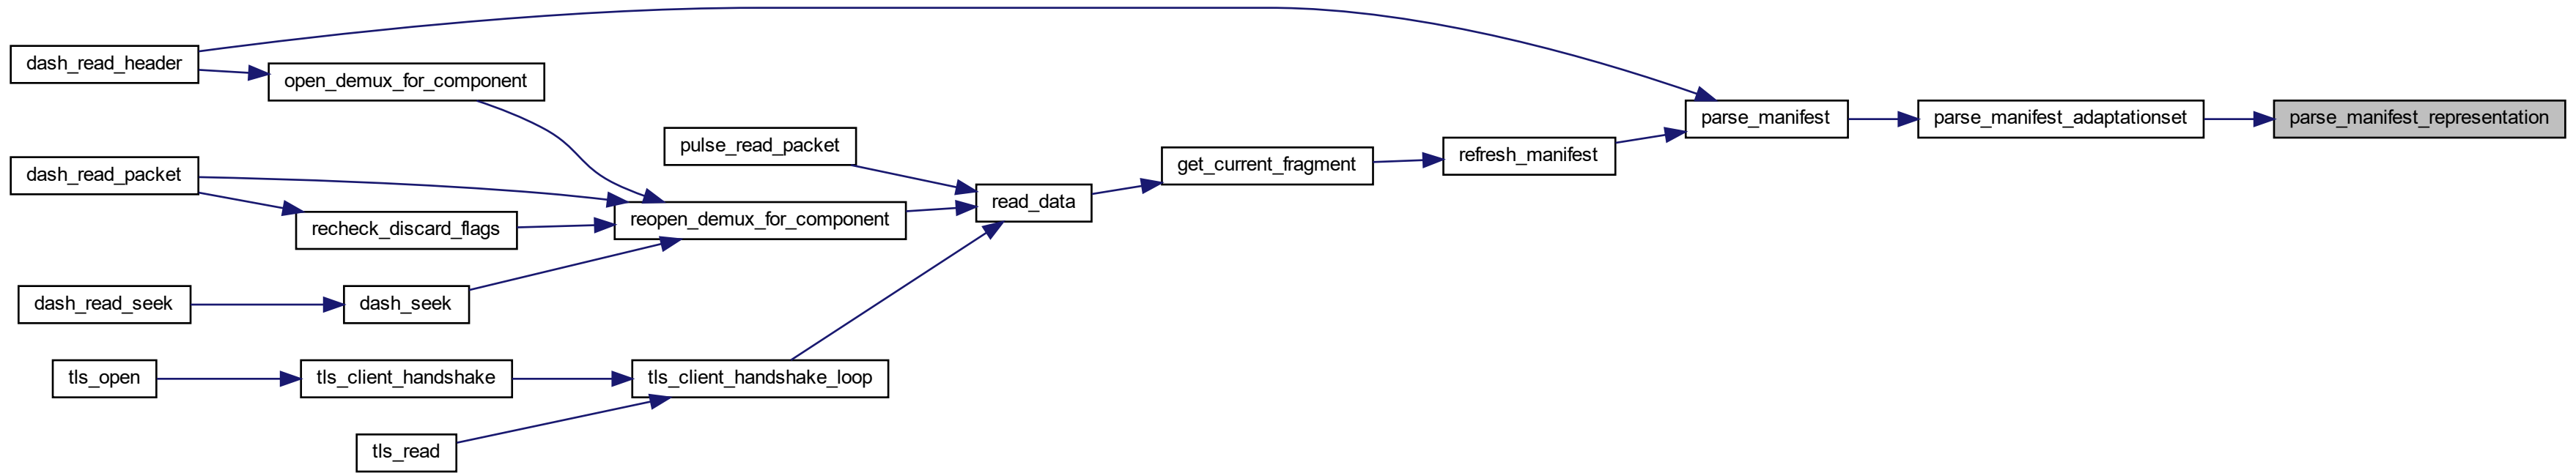 dash_read_header
open_demux_for_component
parse_manifest
parse_manifest_adaptationset
parse_manifest_representation
pulse_read_packet
refresh_manifest
get_current_fragment
dash_read_packet
read_data
recheck_discard_flags
reopen_demux_for_component
dash_read_seek
dash_seek
tls_open
tls_client_handshake
tls_client_handshake_loop
tls_read